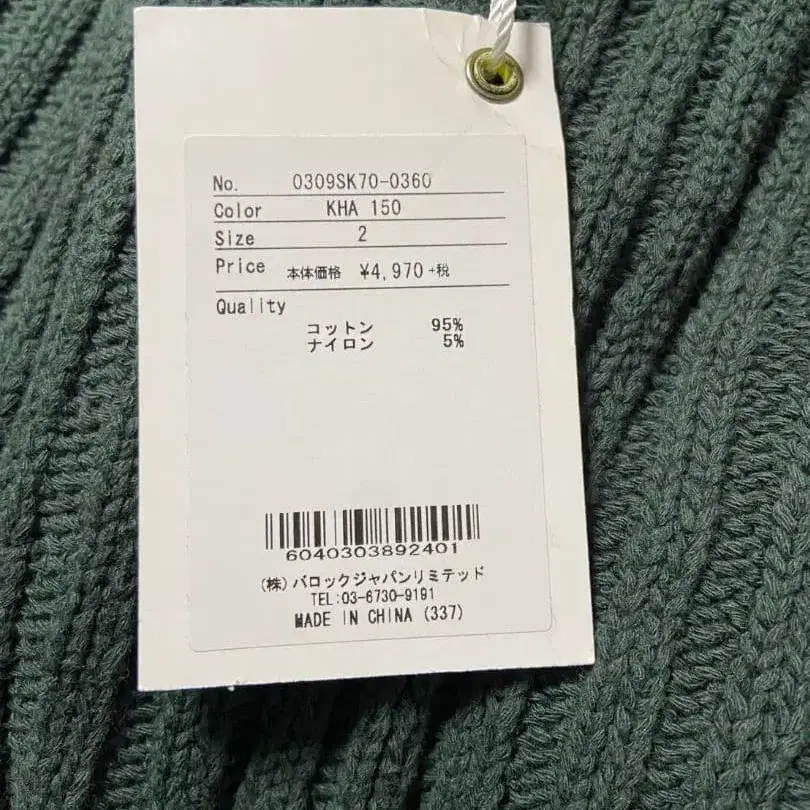 No. 0309SK70-0360
Color KHA 150
Size 2
Price 本体価格 ¥4,970 +税
Quality
コットン 95%
ナイロン 5%
6040303892401
(株)バロックジャパンリミテッド
TEL:03-6730-9191
MADE IN CHINA (337)